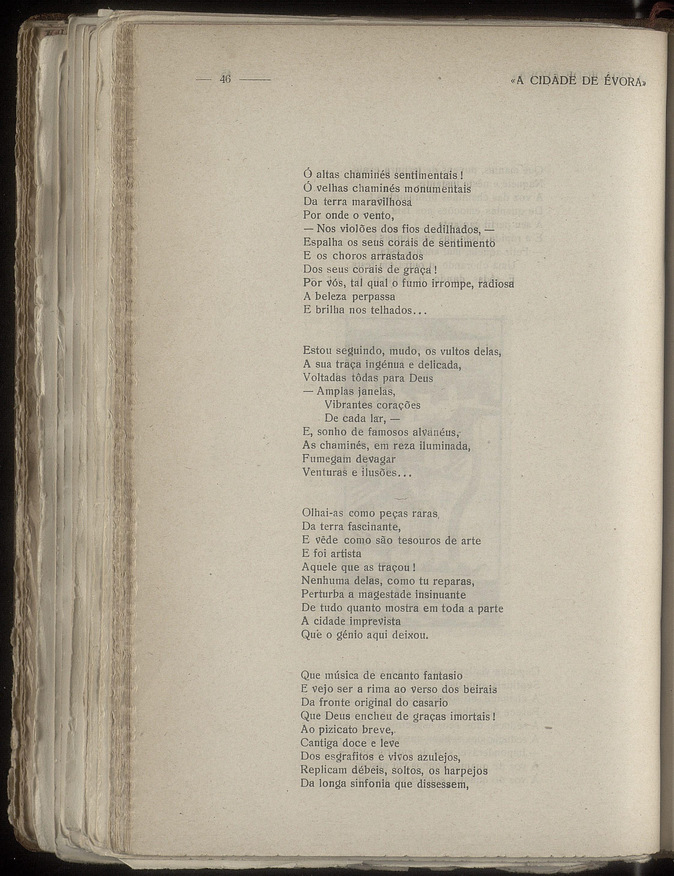 — 46 ——
«A CIDADE DE ÉVORA»
Ó altas chaminés sentimentais!
Ó velhas chaminés monumentais
Da terra maravilhosa
Por onde o vento,
— Nos violões dos fios dedilhados, —
Espalha os seus corais de sentimento
E os choros arrastados
Dos seus corais de graça!
Por vós, tal qual o fumo irrompe, radiosa
A beleza perpassa
E brilha nos telhados...
Estou seguindo, mudo, os vultos delas,
A sua traça ingénua e delicada,
Voltadas tôdas para Deus
— Amplas janelas,
Vibrantes corações
De cada lar, —
E, sonho de famosos alvanéus,
As chaminés, em reza iluminada,
Fumegam devagar
Venturas e ilusões...
Olhai-as como peças raras
Da terra fascinante,
E vêde como são tesouros de arte
E foi artista
Aquele que as traçou!
Nenhuma delas, como tu reparas,
Perturba a magestade insinuante
De tudo quanto mostra em toda a parte
A cidade imprevista
Que o génio aqui deixou.
Que música de encanto fantasio
E vejo ser a rima ao verso dos beirais
Da fronte original do casario
Que Deus encheu de graças imortais!
Ao pizicato breve,
Cantiga doce e leve
Dos esgrafitos e vivos azulejos,
Replicam débeis, soltos, os harpejos
Da longa sinfonia que dissessem,